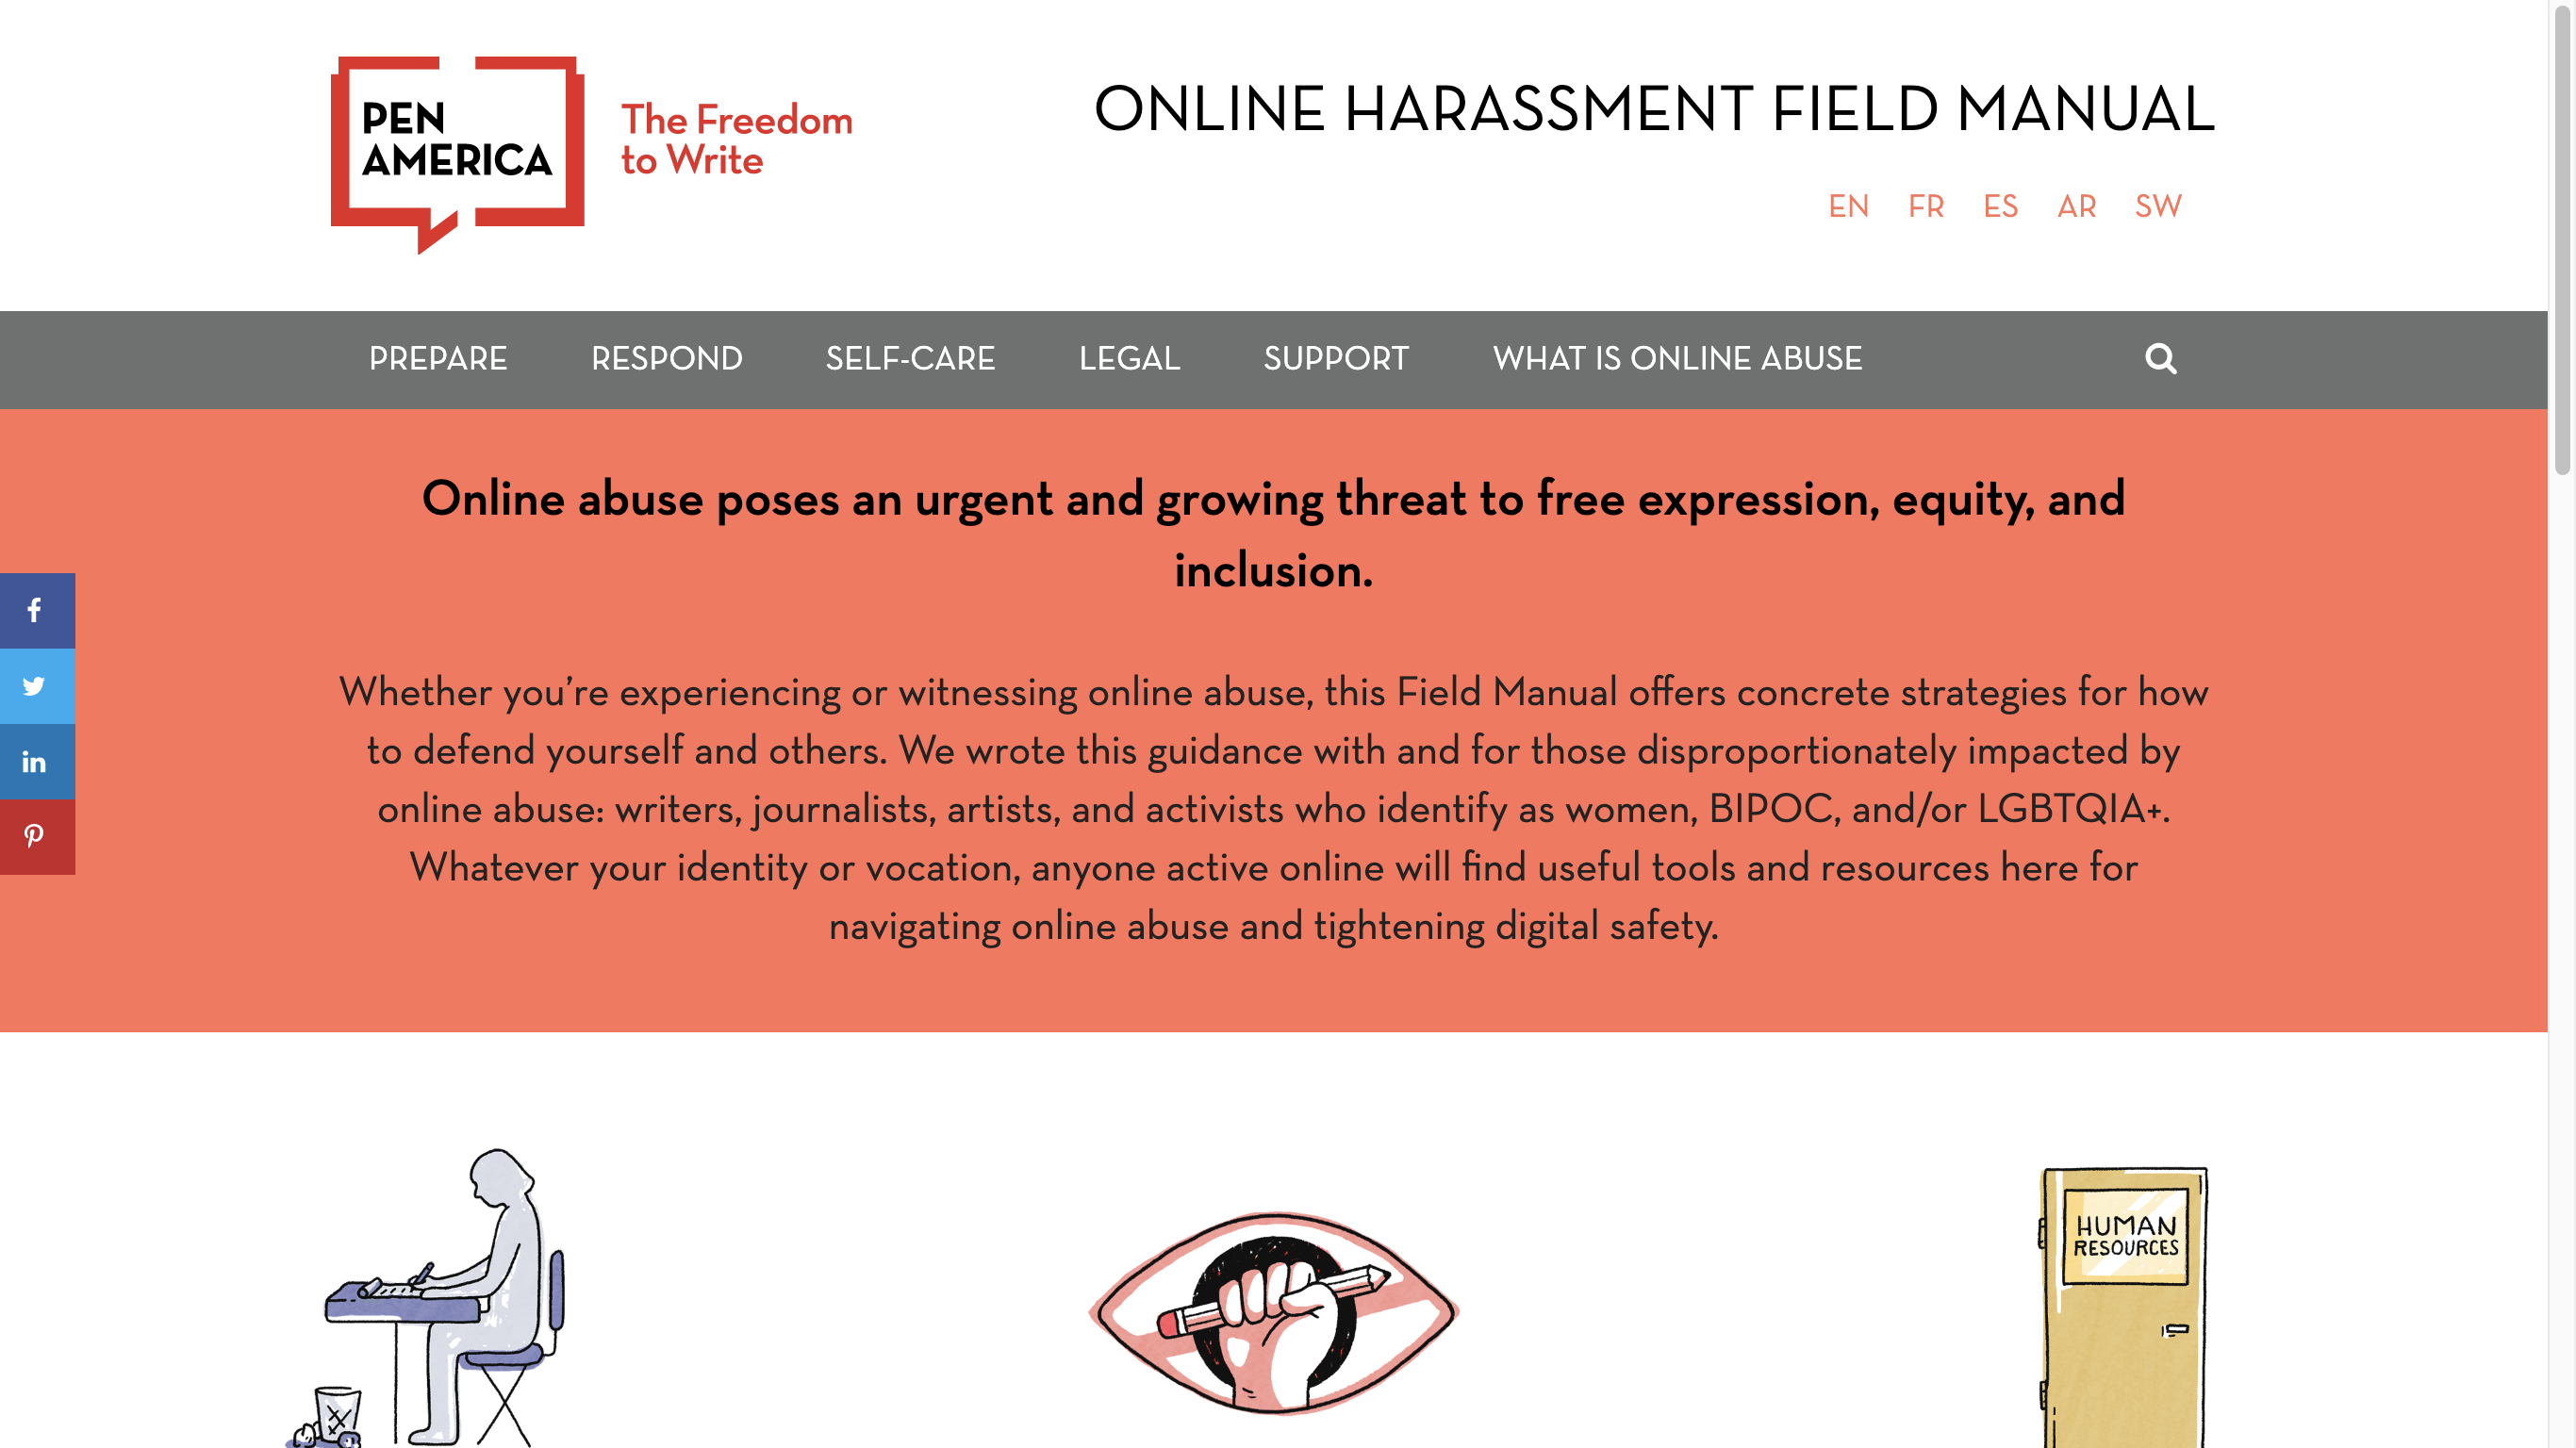 PEN
AMERICA
The Freedom
to Write
ONLINE HARASSMENT FIELD MANUAL
EN FR ES AR SW
PREPARE RESPOND SELF-CARE LEGAL SUPPORT WHAT IS ONLINE ABUSE
Online abuse poses an urgent and growing threat to free expression, equity, and
inclusion.
Whether you’re experiencing or witnessing online abuse, this Field Manual offers concrete strategies for how
to defend yourself and others. We wrote this guidance with and for those disproportionately impacted by
online abuse: writers, journalists, artists, and activists who identify as women, BIPOC, and/or LGBTQIA+.
Whatever your identity or vocation, anyone active online will find useful tools and resources here for
navigating online abuse and tightening digital safety.
HUMAN
RESOURCES